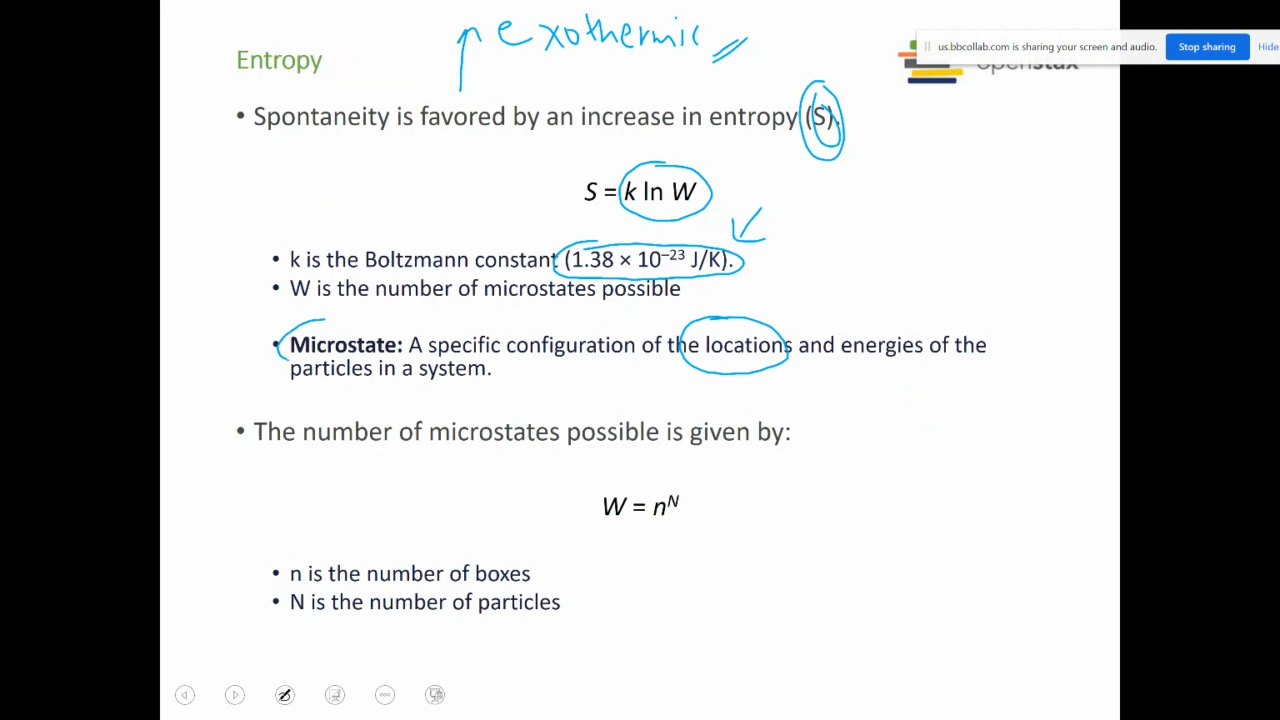 exothermic
us.bbcollab.com is sharing your screen and audio. Stop sharing Hide
Entropy
openstax
• Spontaneity is favored by an increase in entropy (S).
S = k ln W
• k is the Boltzmann constant (1.38 × 10⁻²³ J/K).
• W is the number of microstates possible
• Microstate: A specific configuration of the locations and energies of the
particles in a system.
• The number of microstates possible is given by:
W = nᴺ
• n is the number of boxes
• N is the number of particles